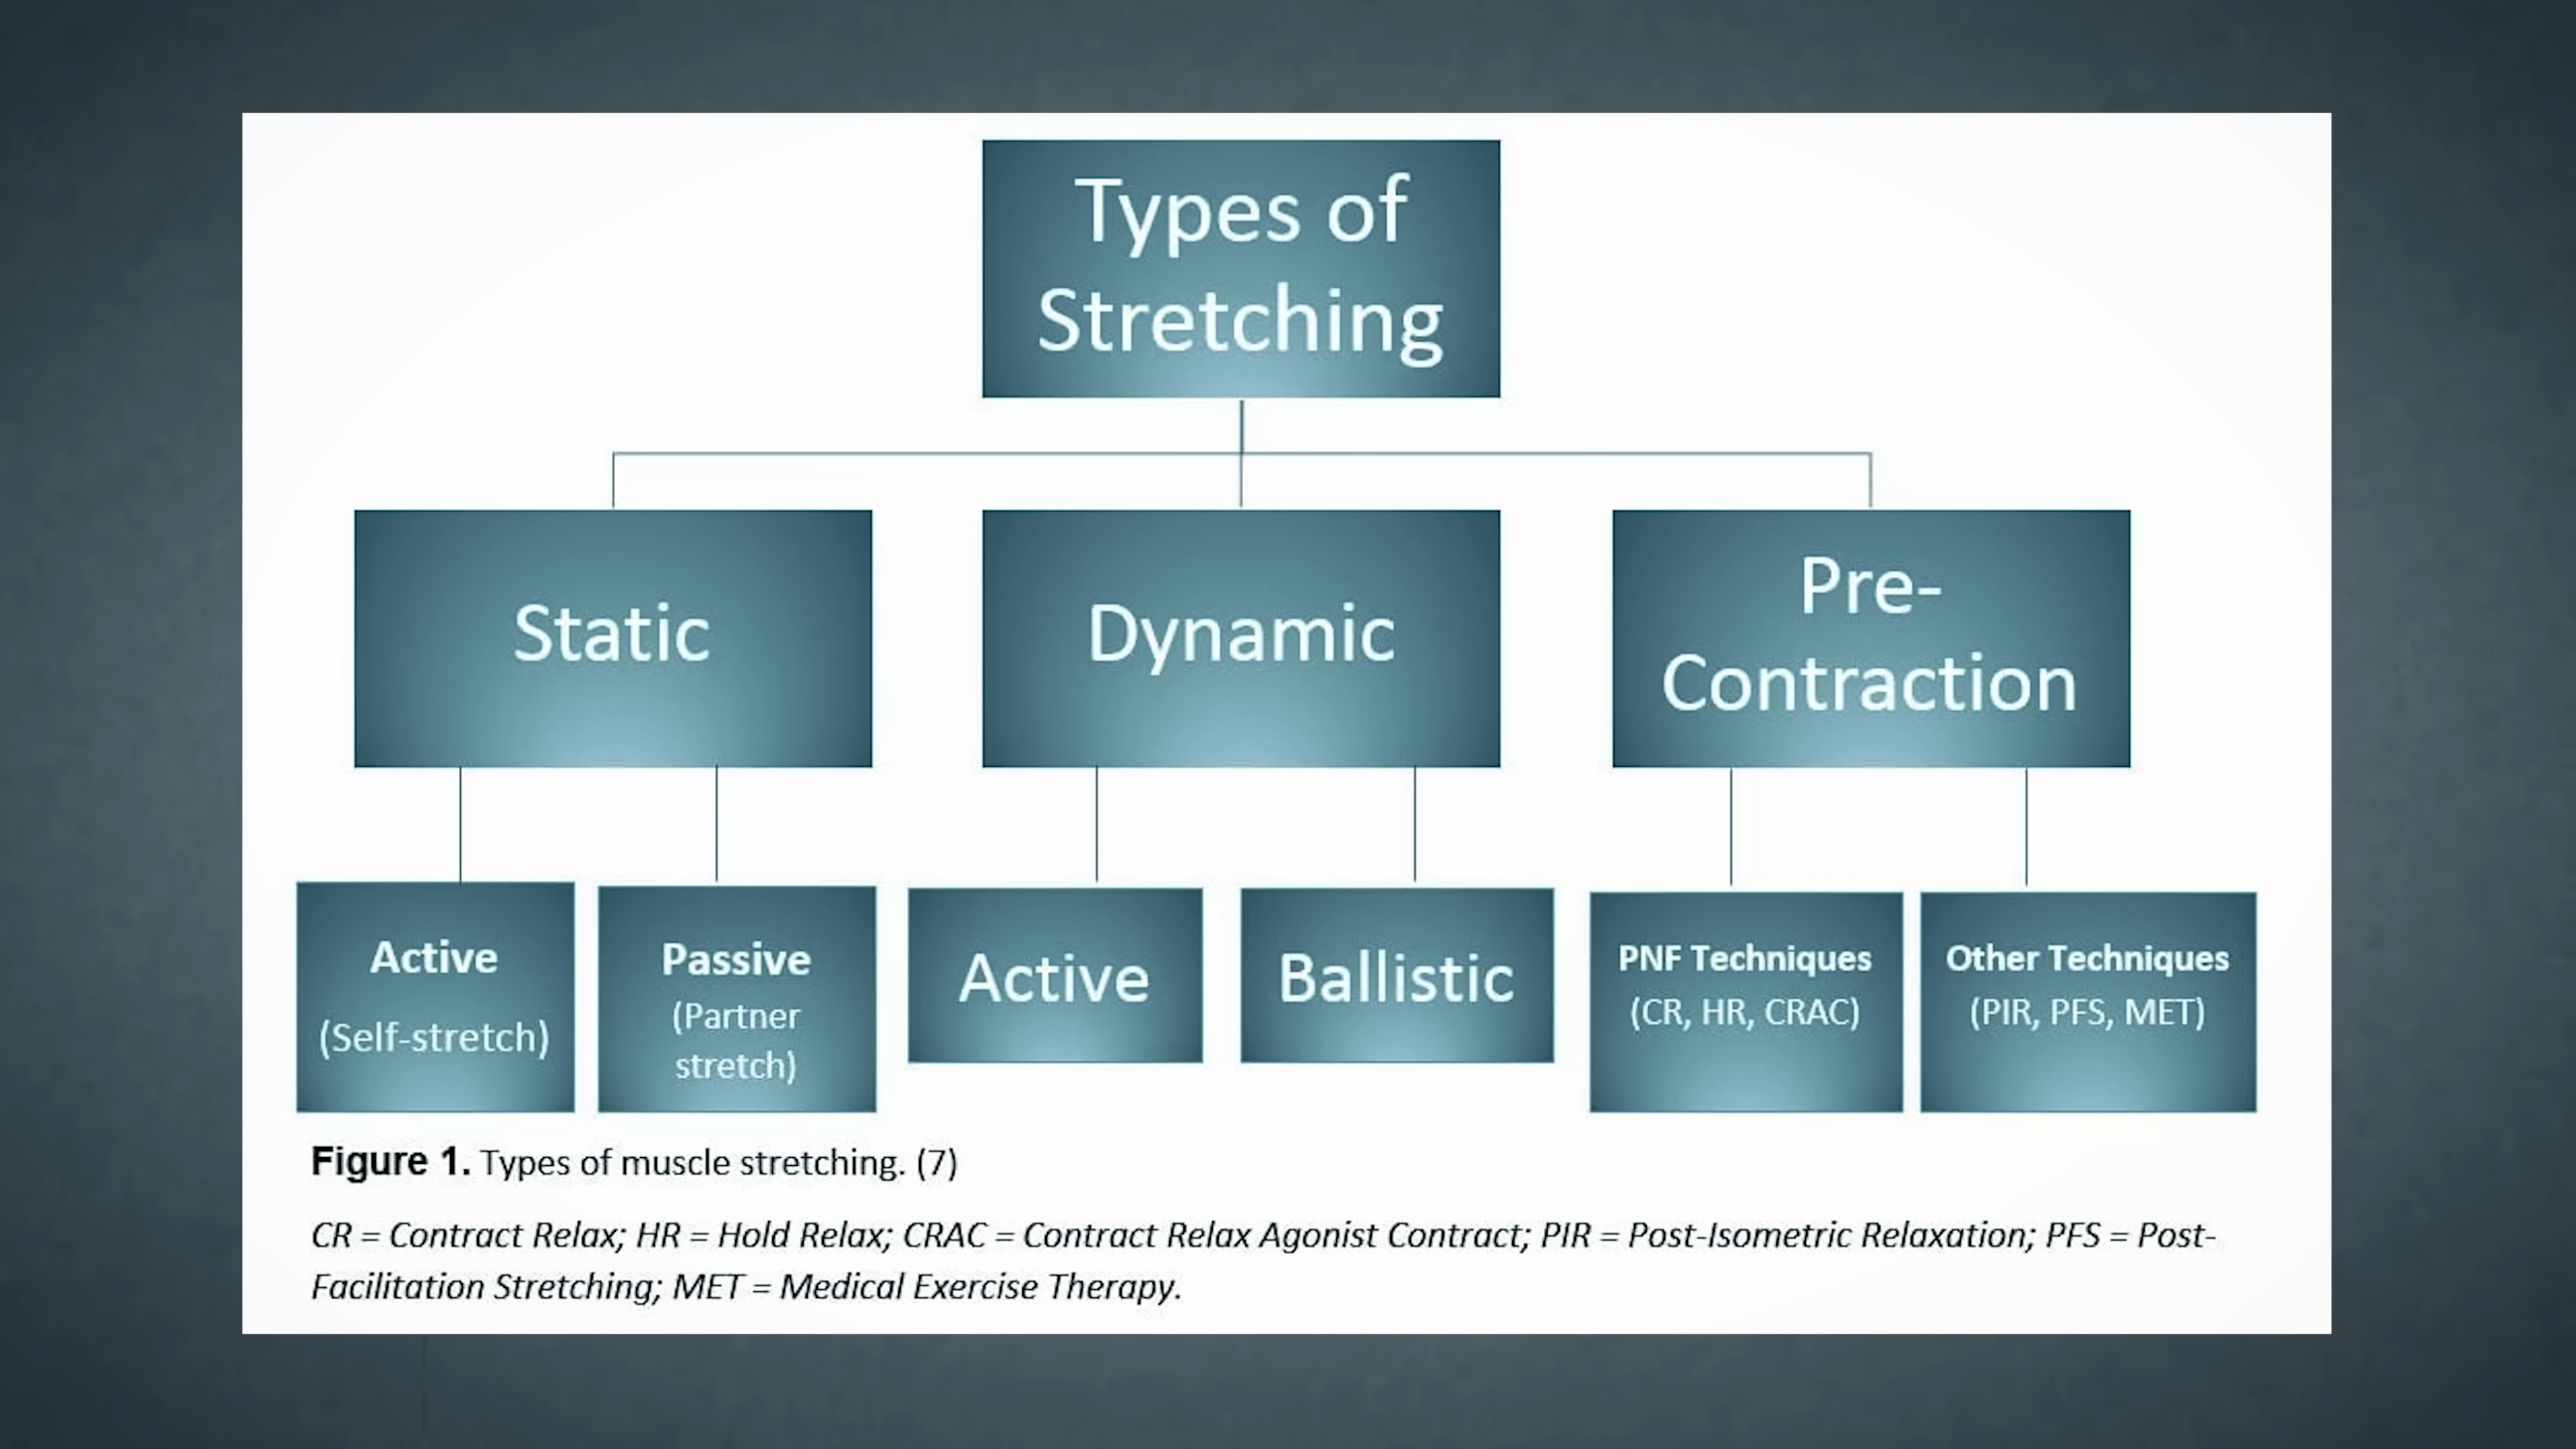 Types of
Stretching
Static
Dynamic
Pre-
Contraction
Active
(Self-stretch)
Passive
(Partner
stretch)
Active
Ballistic
PNF Techniques
(CR, HR, CRAC)
Other Techniques
(PIR, PFS, MET)
Figure 1. Types of muscle stretching. (7)
CR = Contract Relax; HR = Hold Relax; CRAC = Contract Relax Agonist Contract; PIR = Post-Isometric Relaxation; PFS = Post-
Facilitation Stretching; MET = Medical Exercise Therapy.